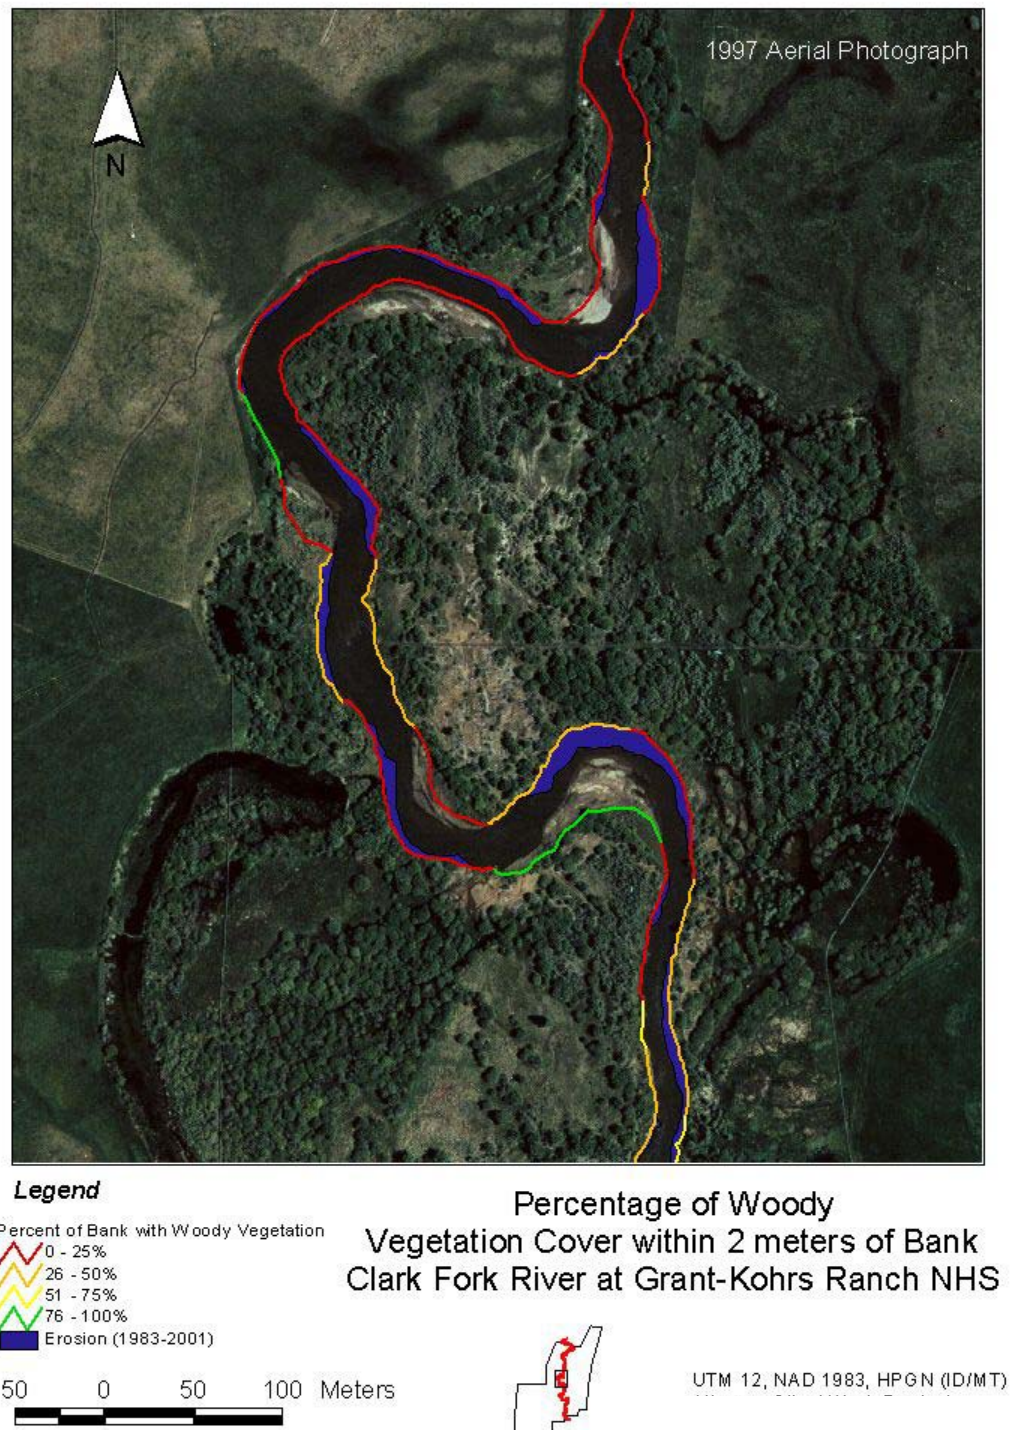 1997 Aerial Photograph
N
Legend
Percent of Bank with Woody Vegetation
0 - 25%
26 - 50%
51 - 75%
76 - 100%
Erosion (1983-2001)
50 0 50 100 Meters
Percentage of Woody
Vegetation Cover within 2 meters of Bank
Clark Fork River at Grant-Kohrs Ranch NHS
UTM 12, NAD 1983, HPGN (ID/MT)